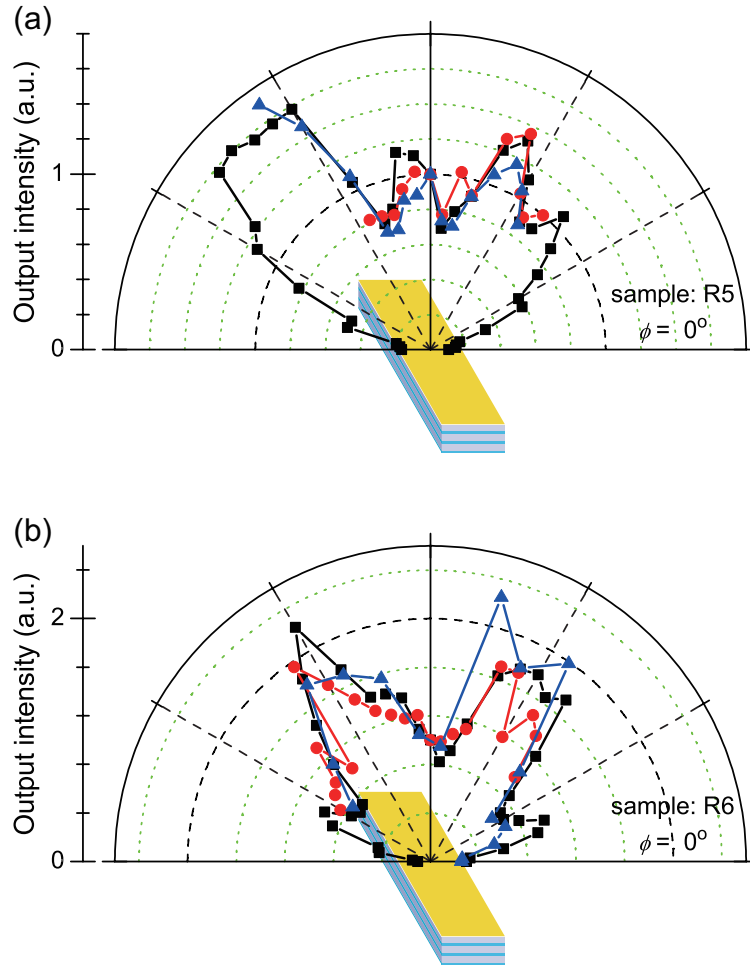 (a)
Output intensity (a.u.)
1
0
sample: R5
ϕ = 0°
(b)
Output intensity (a.u.)
2
0
sample: R6
ϕ = 0°